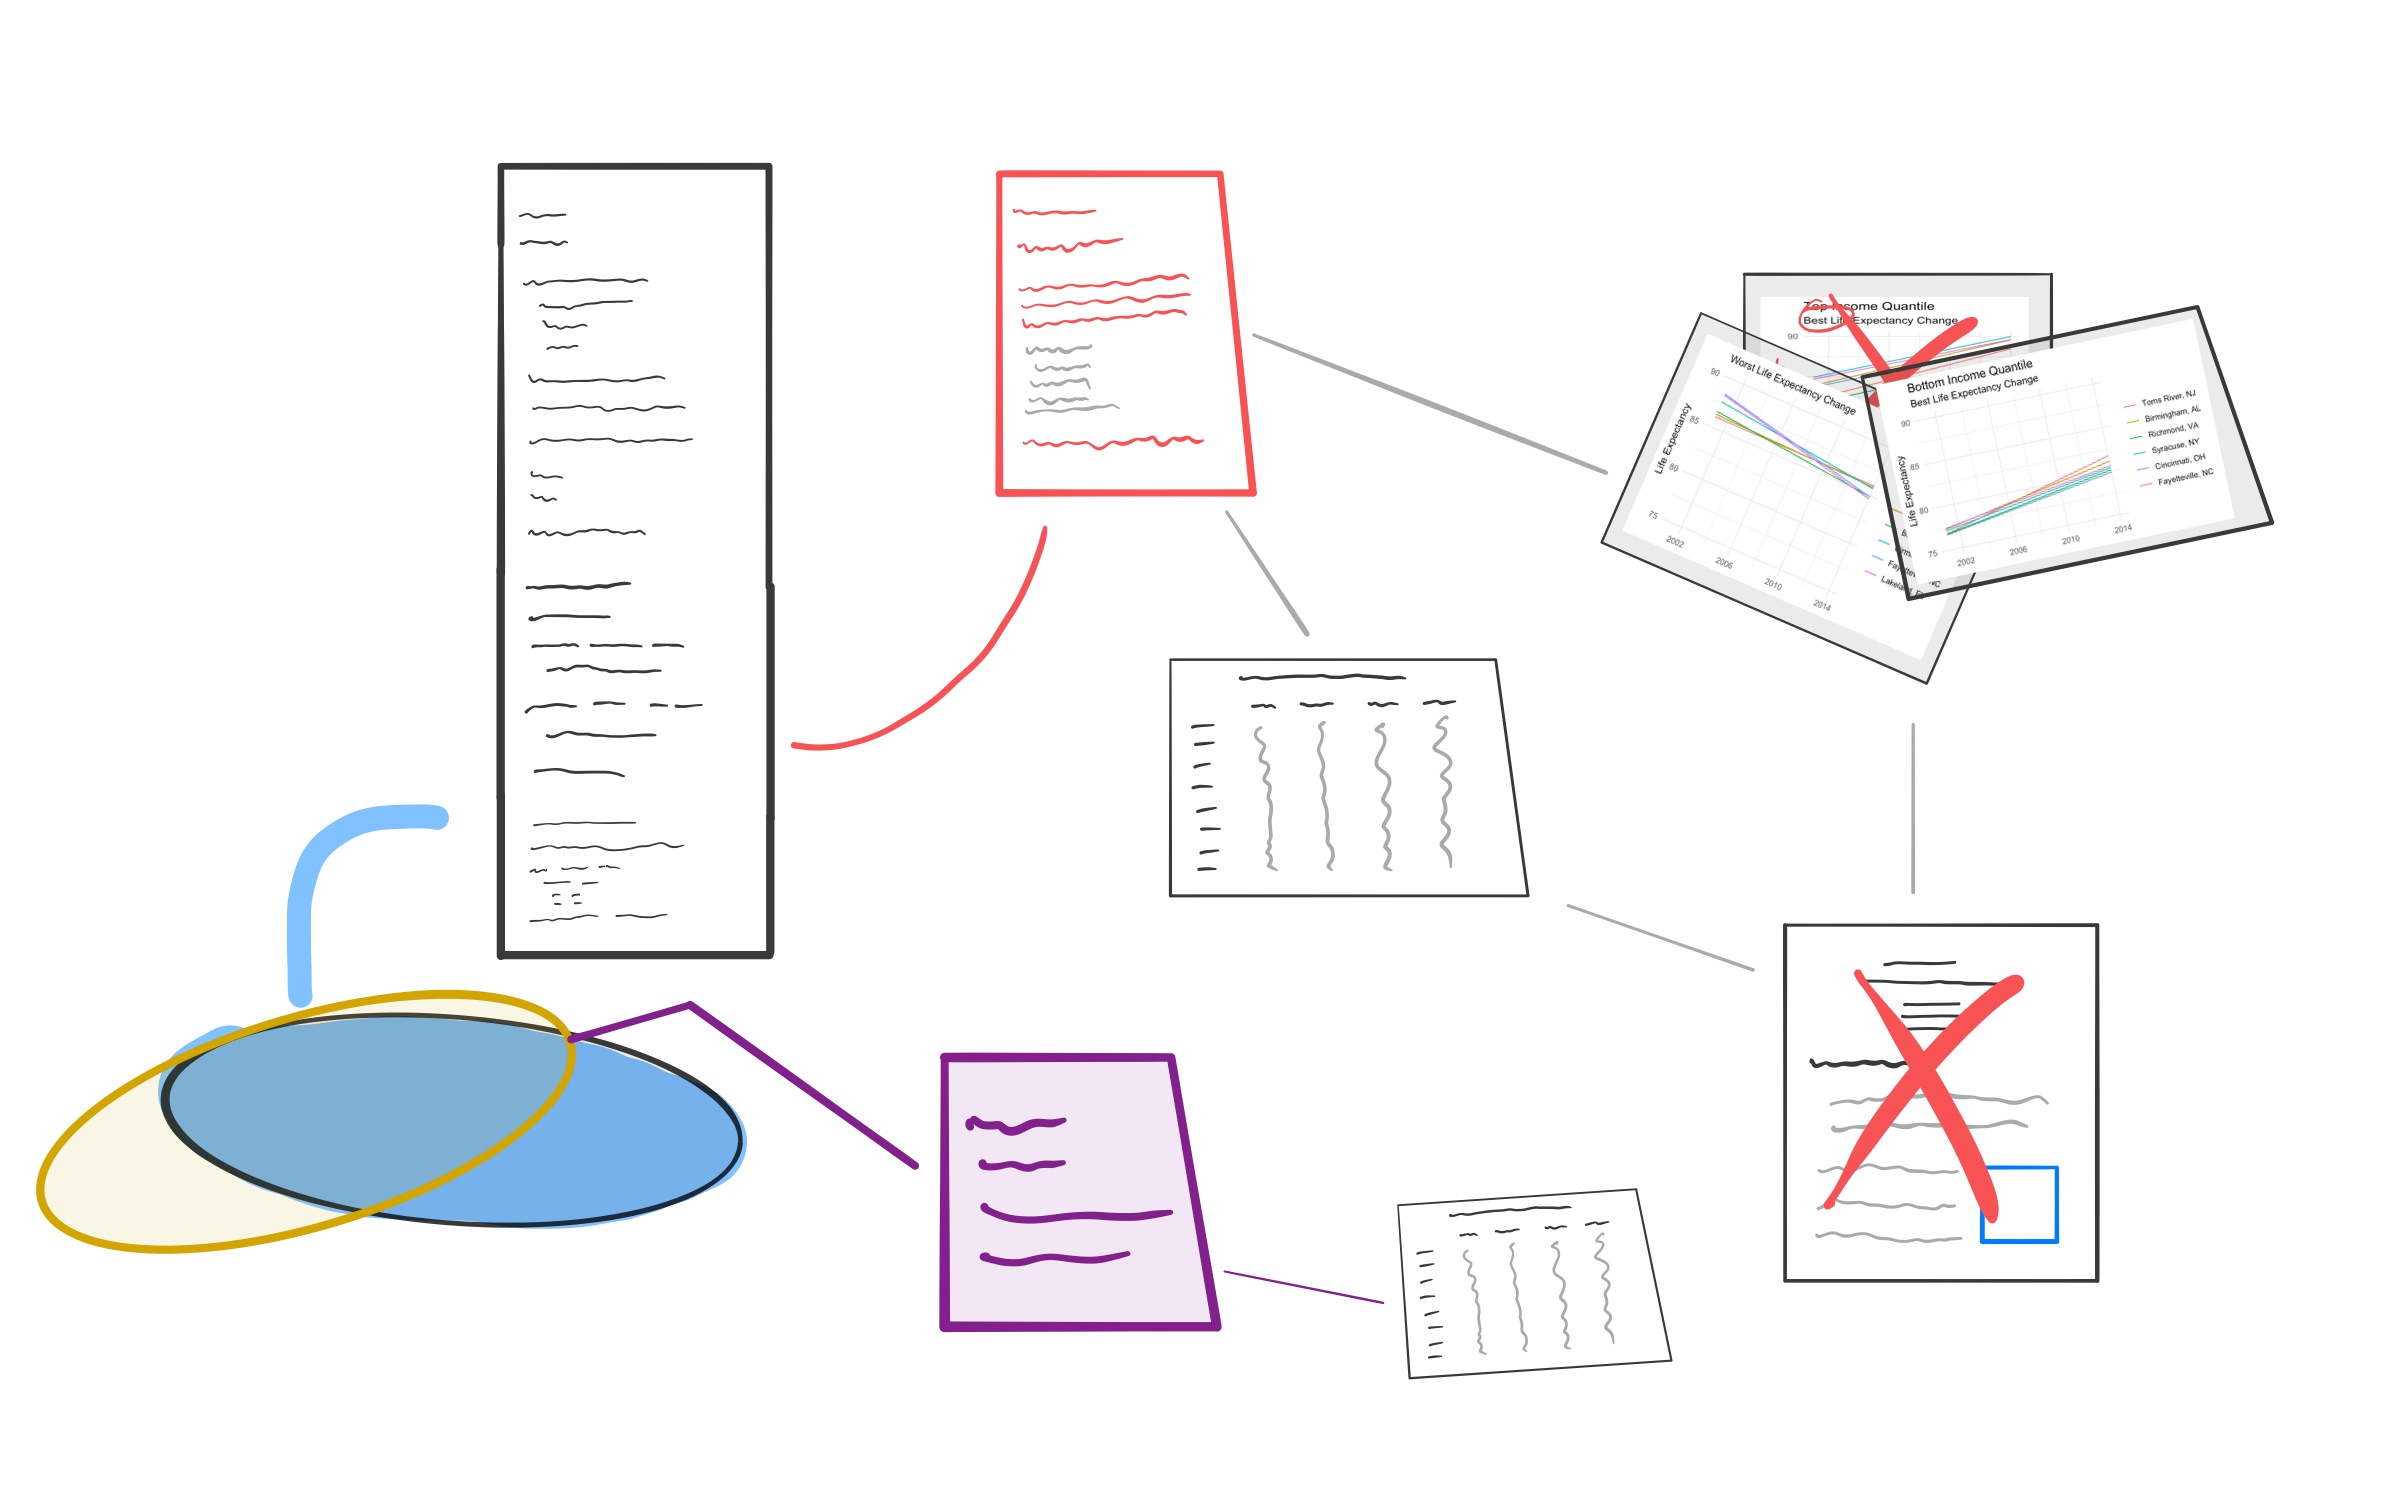 Top Income Quantile
Best Life Expectancy Change
90
Worst Life Expectancy Change
Life Expectancy
90
85
80
75
2002
2006
2010
2014
Bottom Income Quantile
Best Life Expectancy Change
Life Expectancy
90
85
80
75
2002
2006
2010
2014
Toms River, NJ
Birmingham, AL
Richmond, VA
Syracuse, NY
Cincinnati, OH
Fayetteville, NC